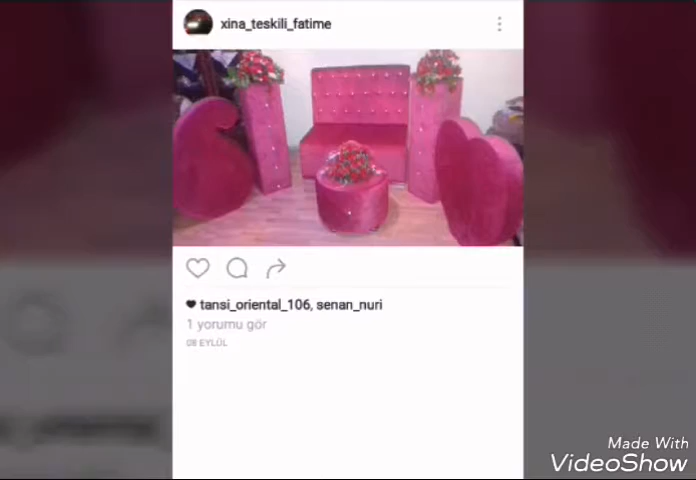 xina_teskili_fatime
tansi_oriental_106, senan_nuri
1 yorumu gör
08 EYLÜL
Made With
VideoShow